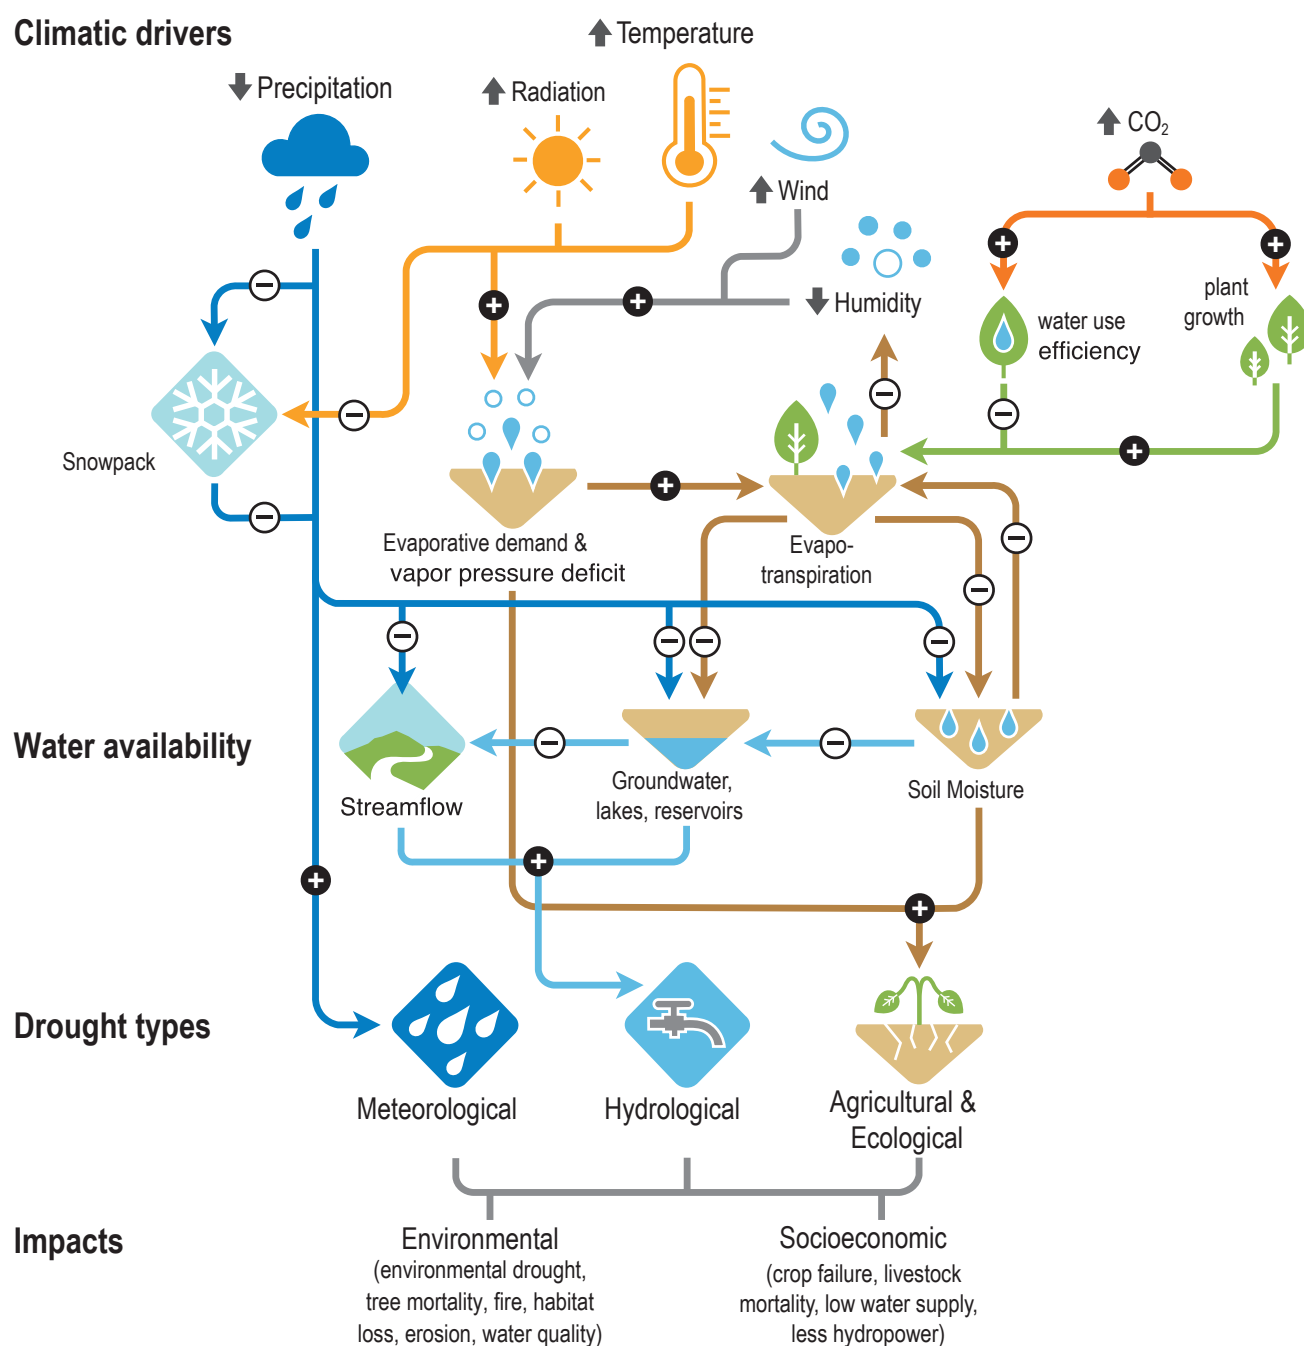 Climatic drivers
Temperature
Precipitation
Radiation
CO₂
Wind
Humidity
plant
growth
water use
efficiency
Snowpack
Evaporative demand &
vapor pressure deficit
Evapo-
transpiration
Water availability
Streamflow
Groundwater,
lakes, reservoirs
Soil Moisture
Drought types
Meteorological
Hydrological
Agricultural &
Ecological
Impacts
Environmental
(environmental drought,
tree mortality, fire, habitat
loss, erosion, water quality)
Socioeconomic
(crop failure, livestock
mortality, low water supply,
less hydropower)